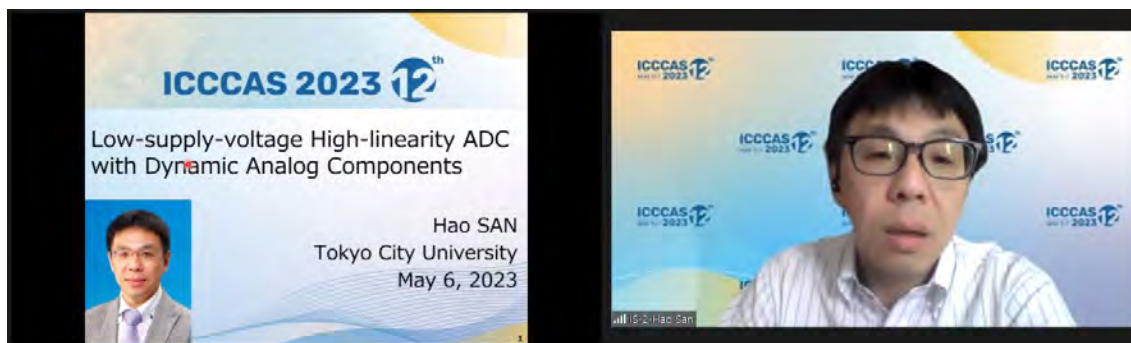 ICCCAS 2023 12th
Low-supply-voltage High-linearity ADC
with Dynamic Analog Components
Hao SAN
Tokyo City University
May 6, 2023
1
ICCCAS 12th
2023
ICCC
ICCCAS 12th
2023
ICCCAS 12th
2023
S 12th
ICCCAS 12th
2023
ICCCAS 12th
2023
IS-2-Hao San